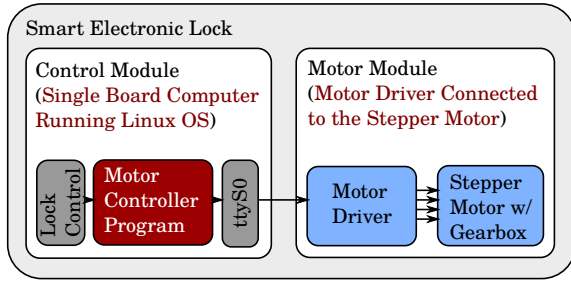 Smart Electronic Lock
Control Module
(Single Board Computer
Running Linux OS)
Lock
Control
Motor
Controller
Program
ttyS0
Motor Module
(Motor Driver Connected
to the Stepper Motor)
Motor
Driver
Stepper
Motor w/
Gearbox